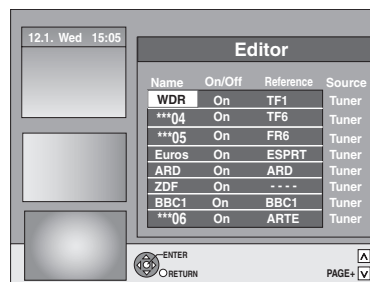 12.1. Wed 15:05
Editor
Name On/Off Reference Source
WDR On TF1 Tuner
***04 On TF6 Tuner
***05 On FR6 Tuner
Euros On ESPRT Tuner
ARD On ARD Tuner
ZDF On - - - - Tuner
BBC1 On BBC1 Tuner
***06 On ARTE Tuner
ENTER
RETURN
PAGE+